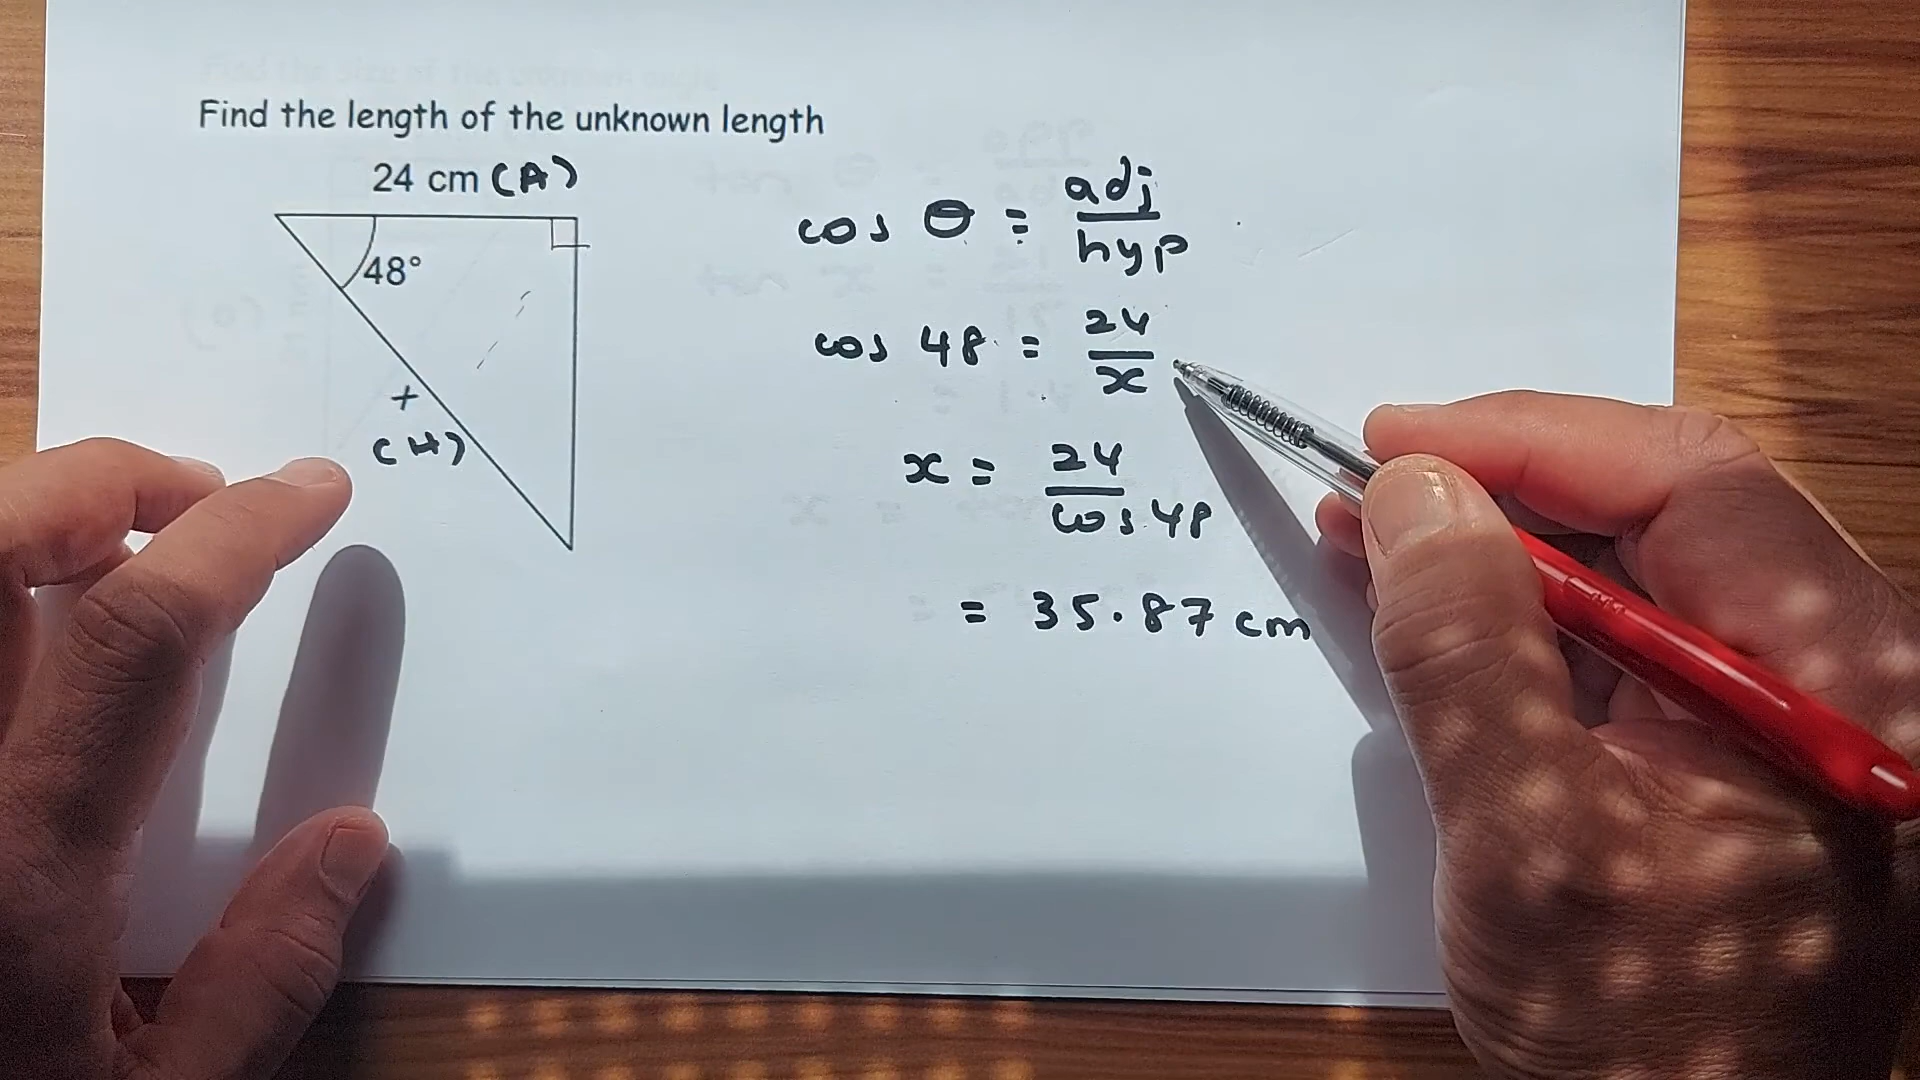 Find the length of the unknown length
24 cm (A)
48°
x
(H)
cos θ = adj/hyp
cos 48 = 24/x
x = 24/cos 48
= 35.87 cm